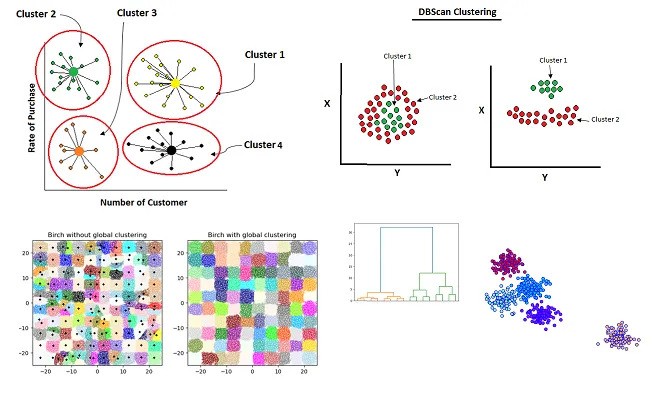 Cluster 2
Cluster 3
Cluster 1
Cluster 4
Rate of Purchase
Number of Customer
DBScan Clustering
Cluster 1
Cluster 2
X
Y
Cluster 1
Cluster 2
X
Y
Birch without global clustering
20
10
0
−10
−20
−20
−10
0
10
20
Birch with global clustering
20
10
0
−10
−20
−20
−10
0
10
20